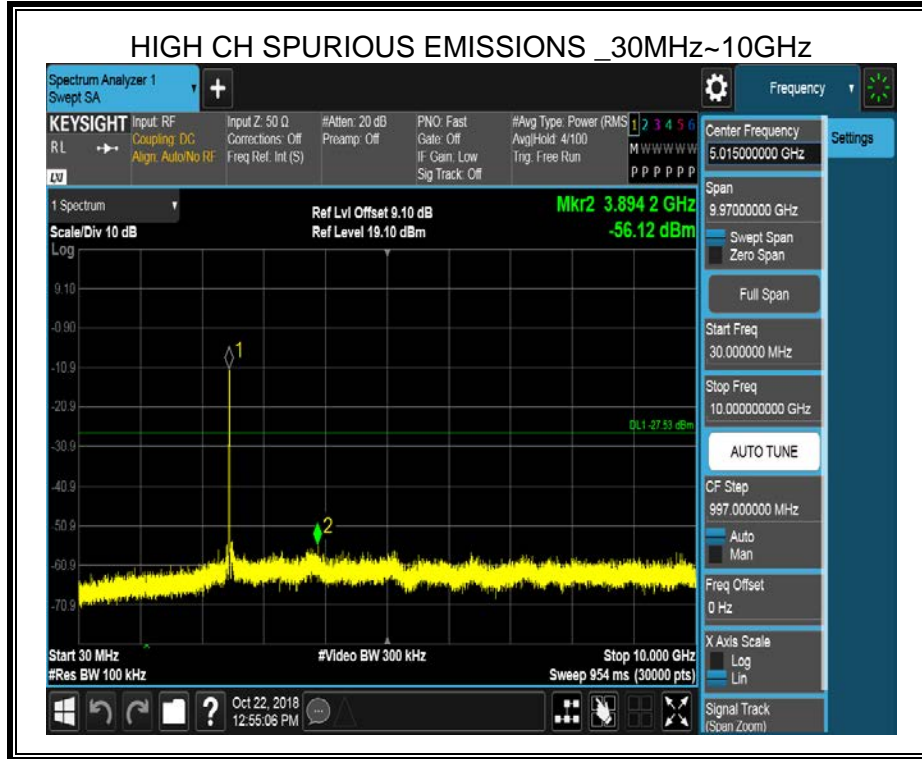 HIGH CH SPURIOUS EMISSIONS _30MHz~10GHz
Spectrum Analyzer 1
Swept SA
+
Frequency
KEYSIGHT
RL
LXI
Input: RF
Coupling: DC
Align: Auto/No RF
Input Z: 50 Ω
Corrections: Off
Freq Ref: Int (S)
#Atten: 20 dB
Preamp: Off
PNO: Fast
Gate: Off
IF Gain: Low
Sig Track: Off
#Avg Type: Power (RMS
Avg|Hold: 4/100
Trig: Free Run
1 2 3 4 5 6
M W W W W W
P P P P P P
Center Frequency
5.015000000 GHz
Settings
Span
9.97000000 GHz
Swept Span
Zero Span
Full Span
Start Freq
30.000000 MHz
Stop Freq
10.000000000 GHz
AUTO TUNE
CF Step
997.000000 MHz
Auto
Man
Freq Offset
0 Hz
X Axis Scale
Log
Lin
Signal Track
(Span Zoom)
1 Spectrum
Scale/Div 10 dB
Log
Ref Lvl Offset 9.10 dB
Ref Level 19.10 dBm
Mkr2 3.894 2 GHz
-56.12 dBm
9.10
-0.90
-10.9
-20.9
-30.9
-40.9
-50.9
-60.9
-70.9
1
DL1 -27.53 dBm
2
Start 30 MHz
#Res BW 100 kHz
#Video BW 300 kHz
Stop 10.000 GHz
Sweep 954 ms (30000 pts)
?
Oct 22, 2018
12:55:06 PM